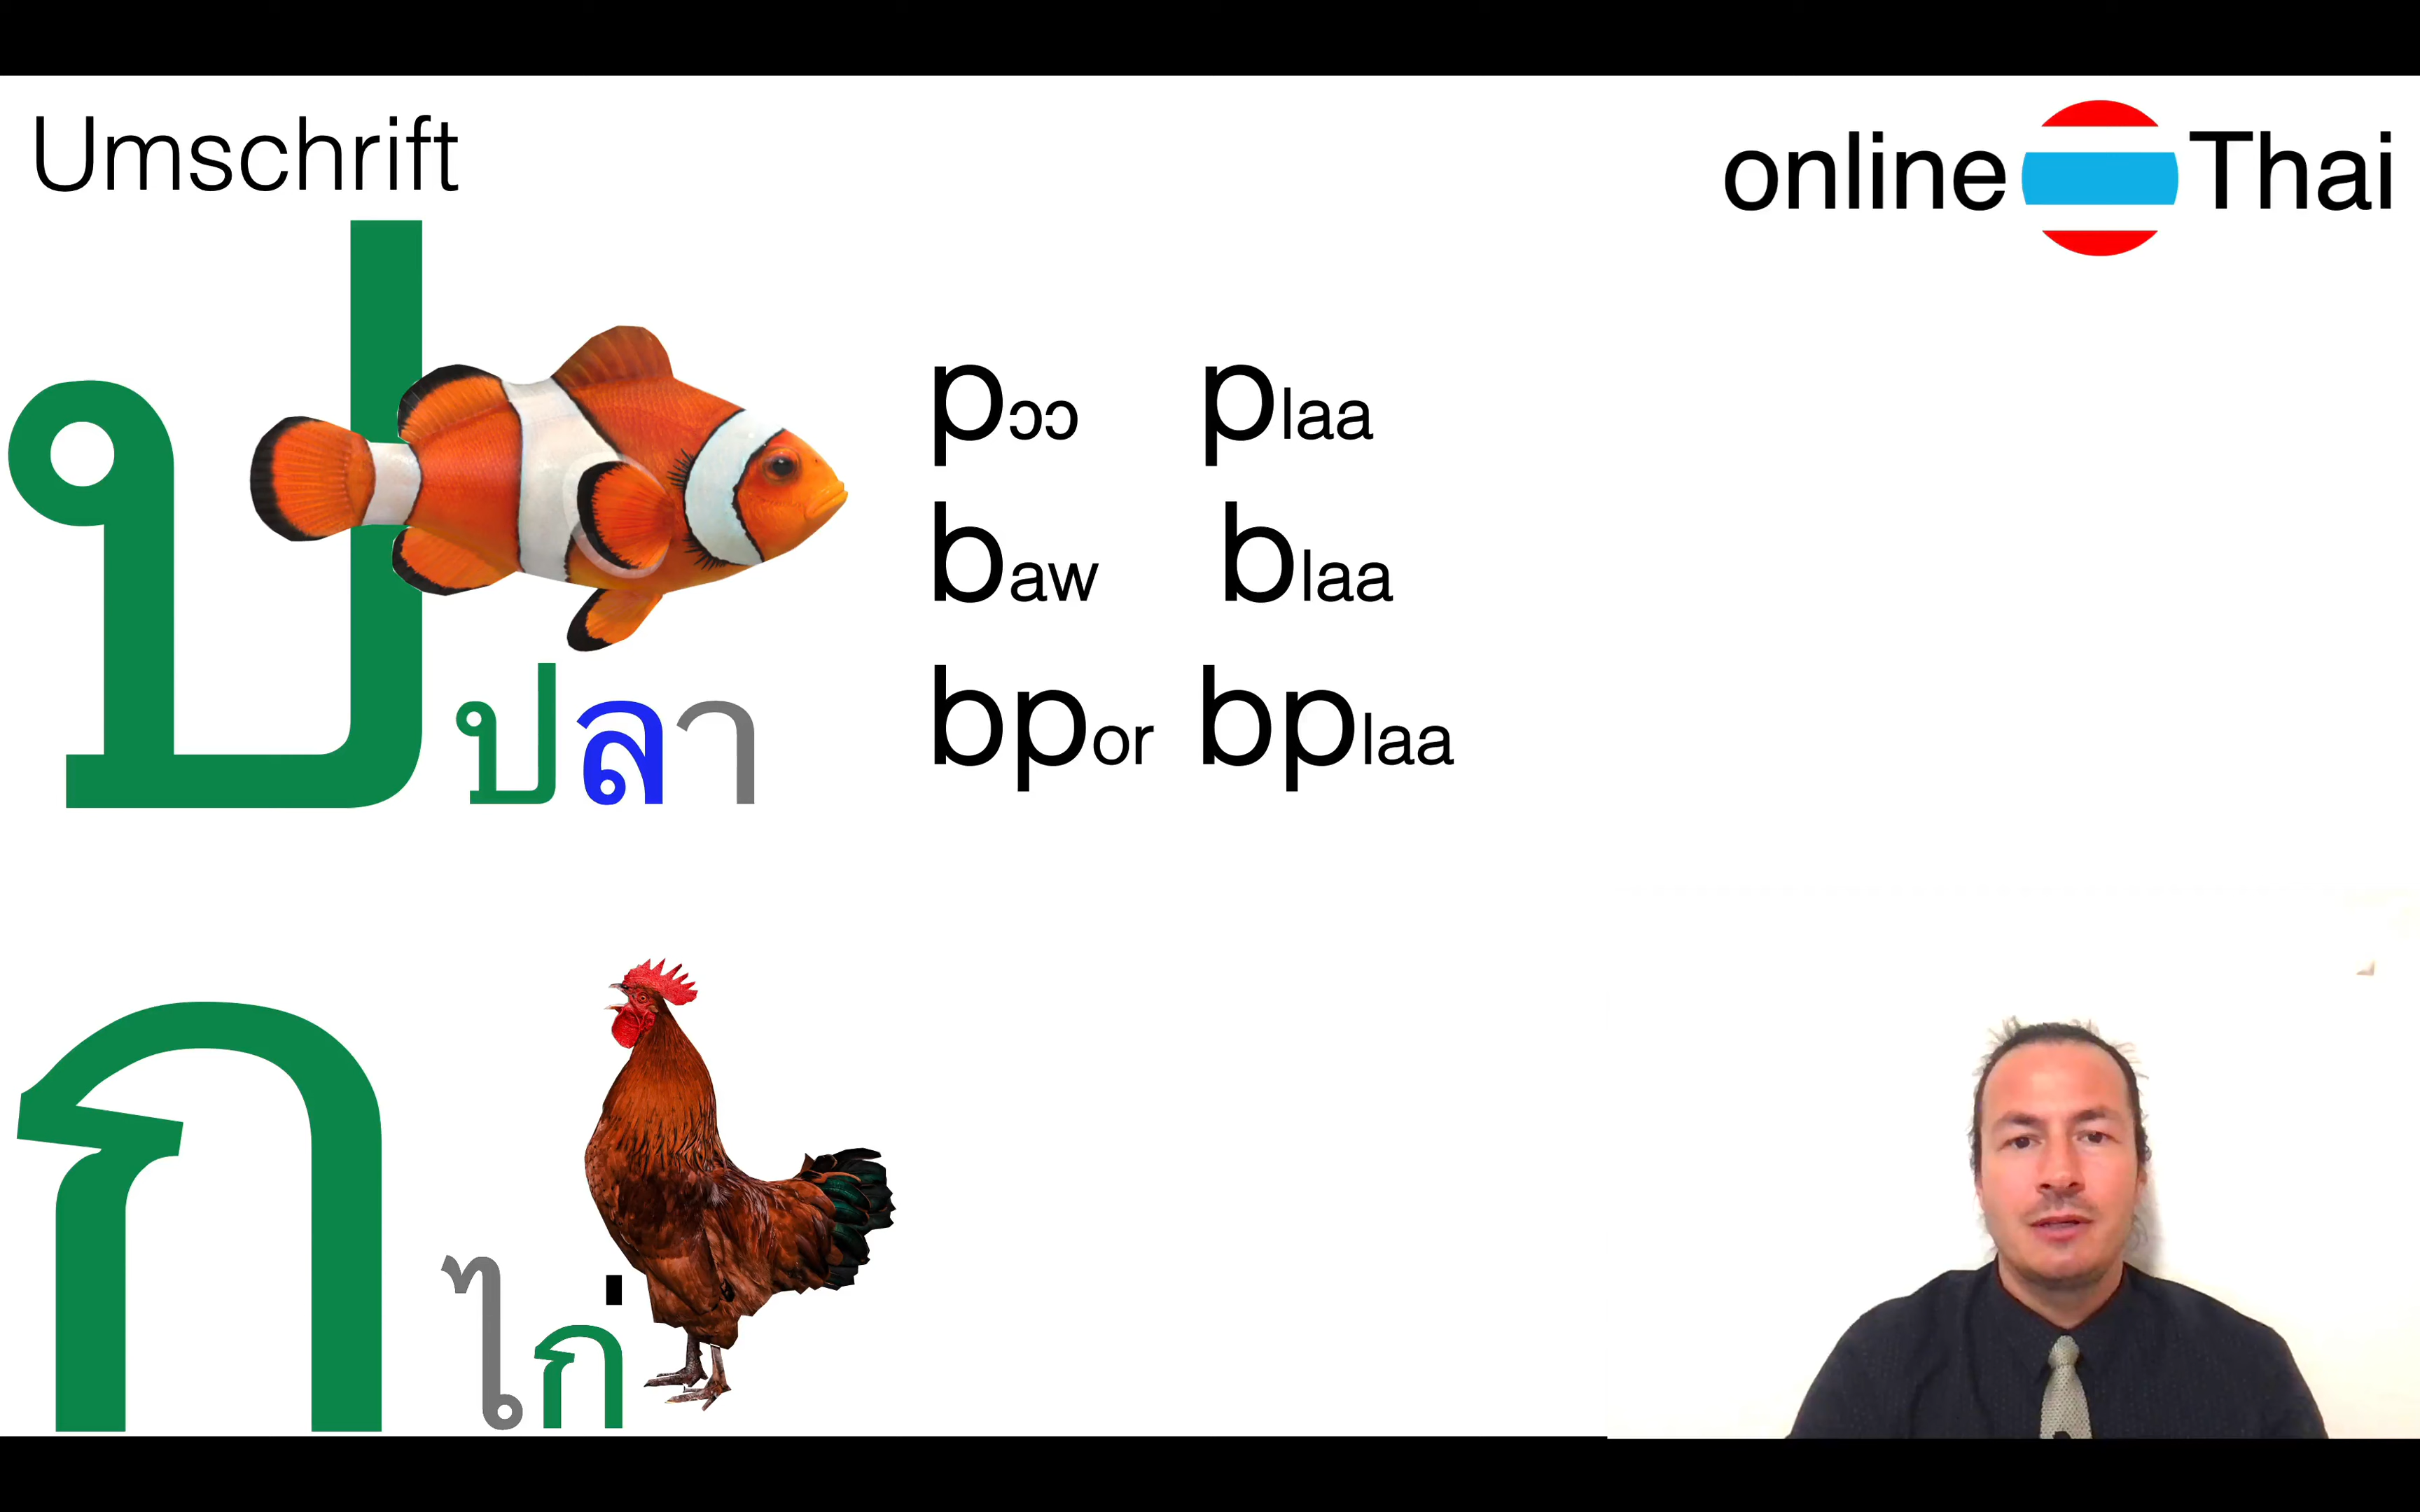 Umschrift
online Thai
ป
pɔɔ plaa
baw blaa
bpor bplaa
ปลา
ก
ไก่